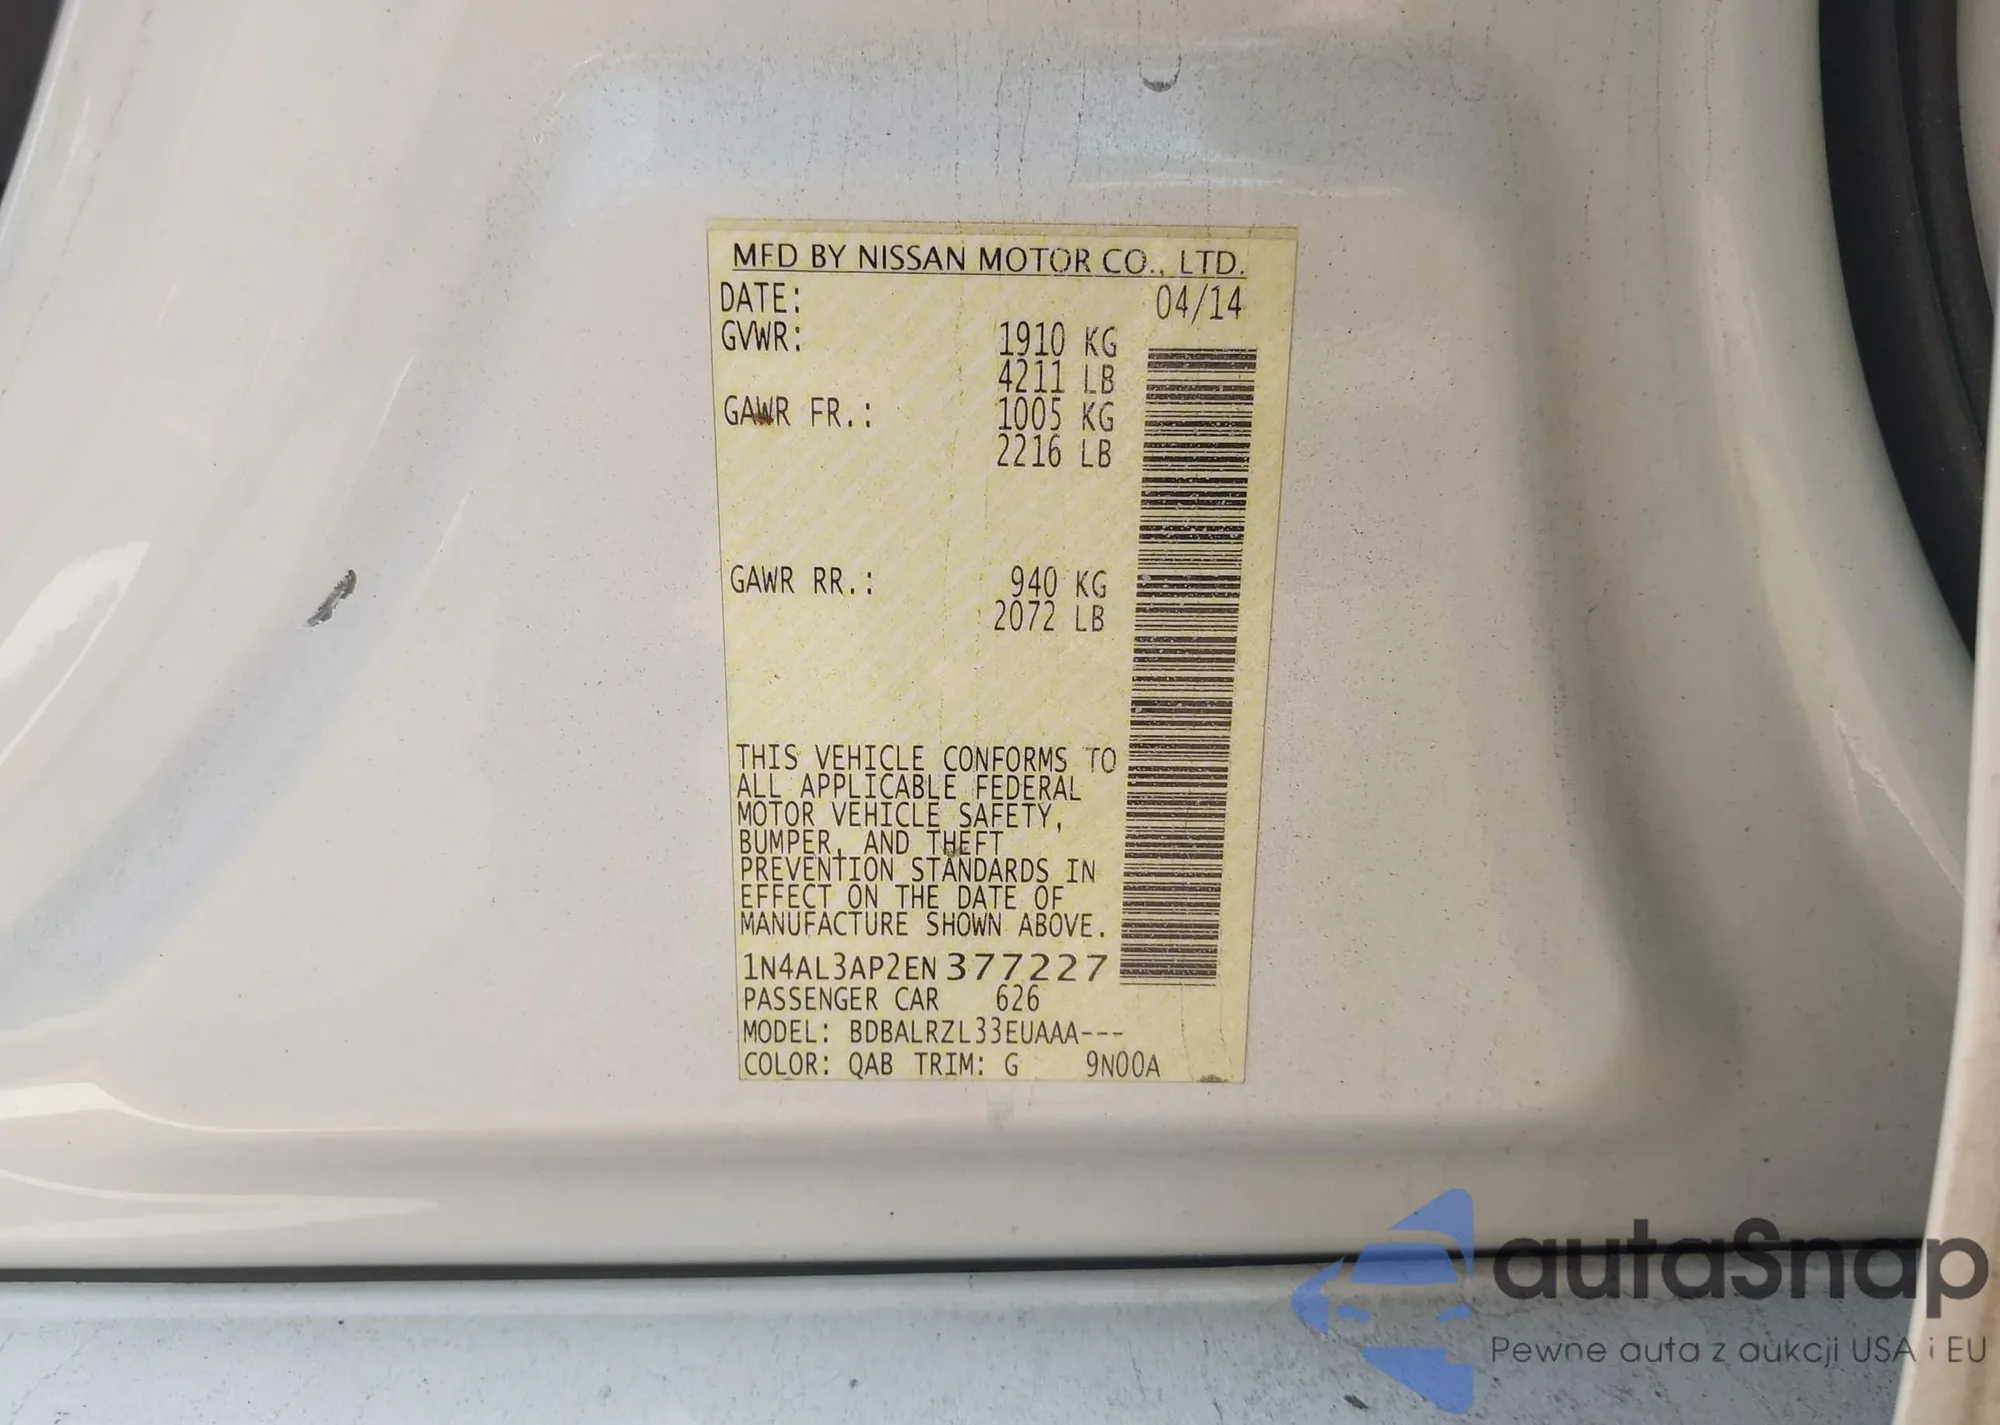 MFD BY NISSAN MOTOR CO., LTD.
DATE: 04/14
GVWR: 1910 KG
4211 LB
GAWR FR.: 1005 KG
2216 LB
GAWR RR.: 940 KG
2072 LB
THIS VEHICLE CONFORMS TO
ALL APPLICABLE FEDERAL
MOTOR VEHICLE SAFETY,
BUMPER, AND THEFT
PREVENTION STANDARDS IN
EFFECT ON THE DATE OF
MANUFACTURE SHOWN ABOVE.
1N4AL3AP2EN377227
PASSENGER CAR 626
MODEL: BDBALRZL33EUAAA---
COLOR: QAB TRIM: G 9N00A
autaSnap
Pewne auta z aukcji USA i EU